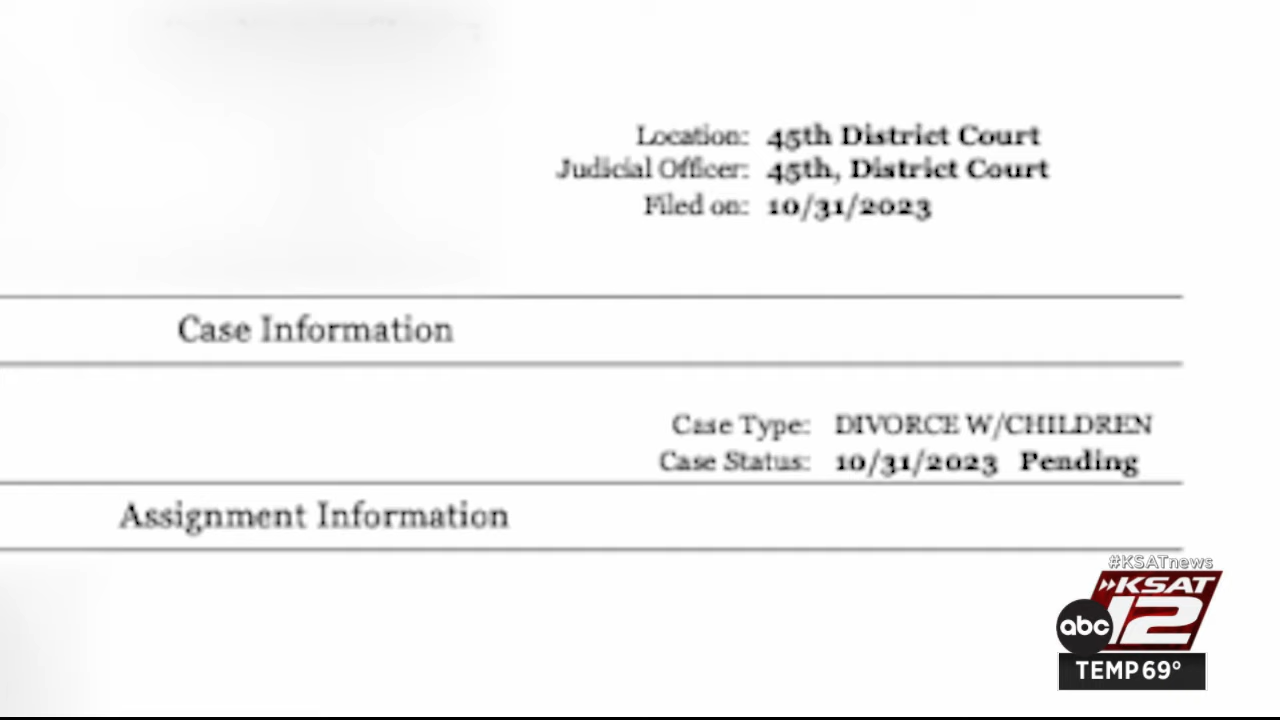 Location: 45th District Court
Judicial Officer: 45th, District Court
Filed on: 10/31/2023
Case Information
Case Type: DIVORCE W/CHILDREN
Case Status: 10/31/2023 Pending
Assignment Information
#KSATnews
KSAT
abc 12
TEMP 69°